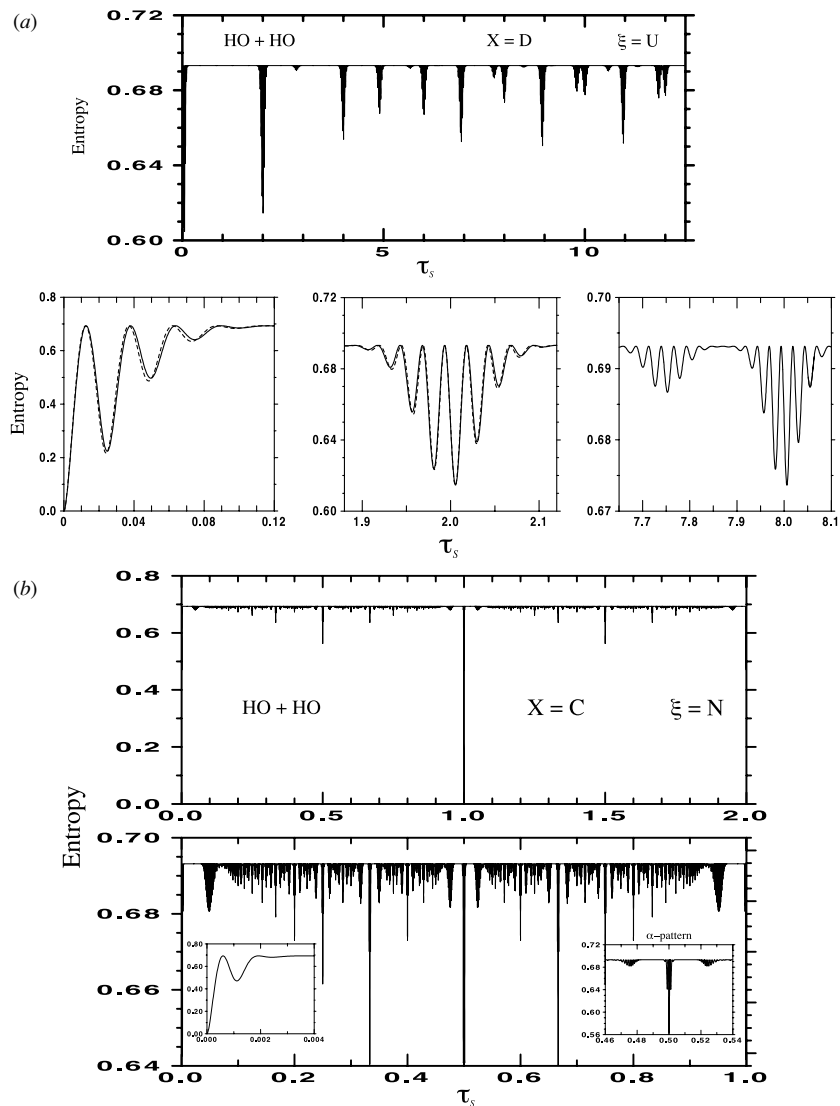 (a)
0.72
HO + HO X = D ξ = U
0.68
0.64
0.60
Entropy
0 5 10
τs
0.8
0.6
0.4
0.2
0.0
Entropy
0 0.04 0.08 0.12
0.72
0.68
0.64
0.60
1.9 2.0 2.1
0.70
0.69
0.68
0.67
7.7 7.8 7.9 8.0 8.1
τs
(b)
0.8
0.6
0.4
0.2
0.0
HO + HO X = C ξ = N
0.0 0.5 1.0 1.5 2.0
Entropy
0.70
0.68
0.66
0.64
0.80
0.60
0.40
0.20
0.00
0.000 0.002 0.004
α−pattern
0.72
0.68
0.64
0.60
0.56
0.46 0.48 0.50 0.52 0.54
0.0 0.2 0.4 0.6 0.8 1.0
τs